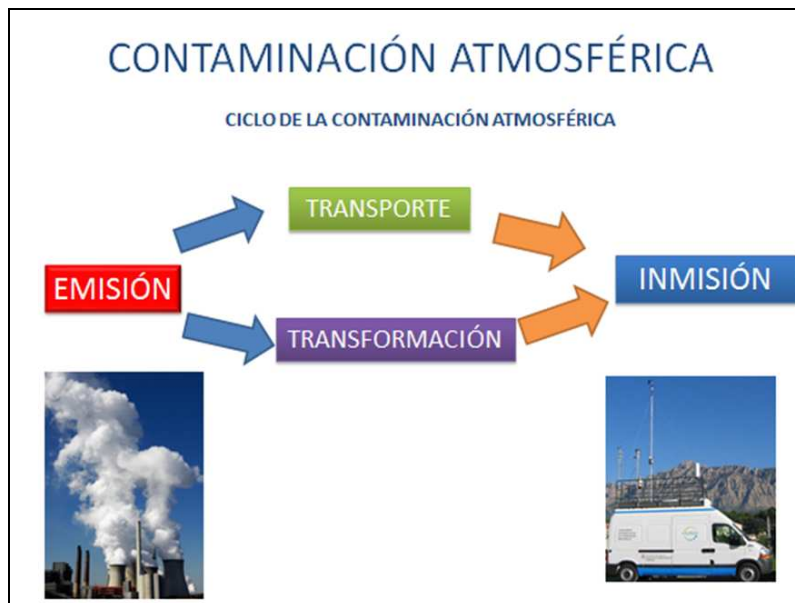 CONTAMINACIÓN ATMOSFÉRICA
CICLO DE LA CONTAMINACIÓN ATMOSFÉRICA
TRANSPORTE
EMISIÓN
INMISIÓN
TRANSFORMACIÓN